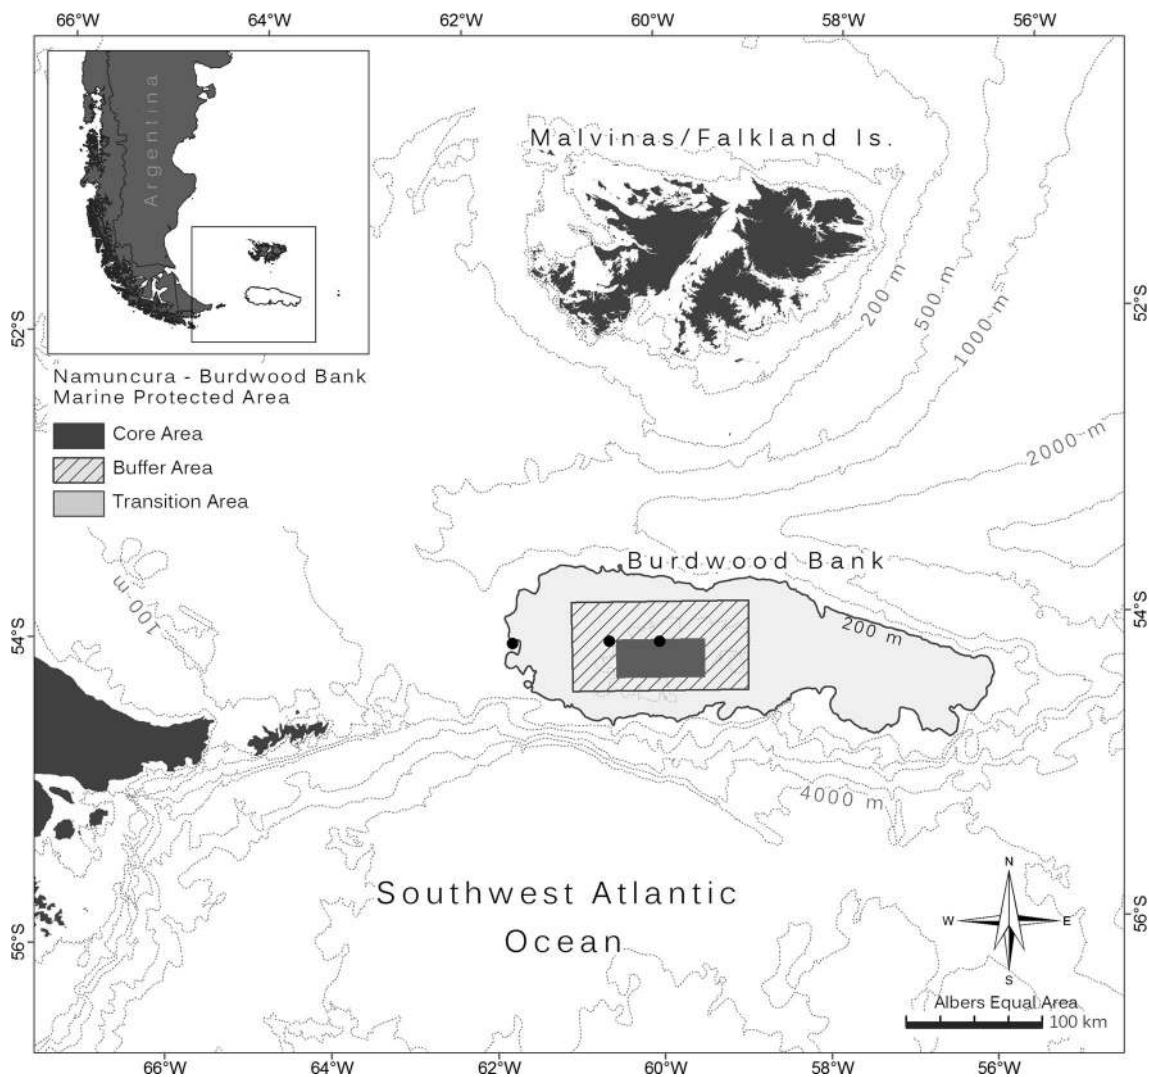 66°W 64°W 62°W 60°W 58°W 56°W
Argentina
Malvinas/Falkland Is.
200 m
500 m
1000 m
52°S
52°S
Namuncura - Burdwood Bank
Marine Protected Area
Core Area
Buffer Area
Transition Area
2000 m
Burdwood Bank
100 m
200 m
54°S
54°S
4000 m
Southwest Atlantic
Ocean
N
W E
S
56°S
56°S
Albers Equal Area
100 km
66°W 64°W 62°W 60°W 58°W 56°W